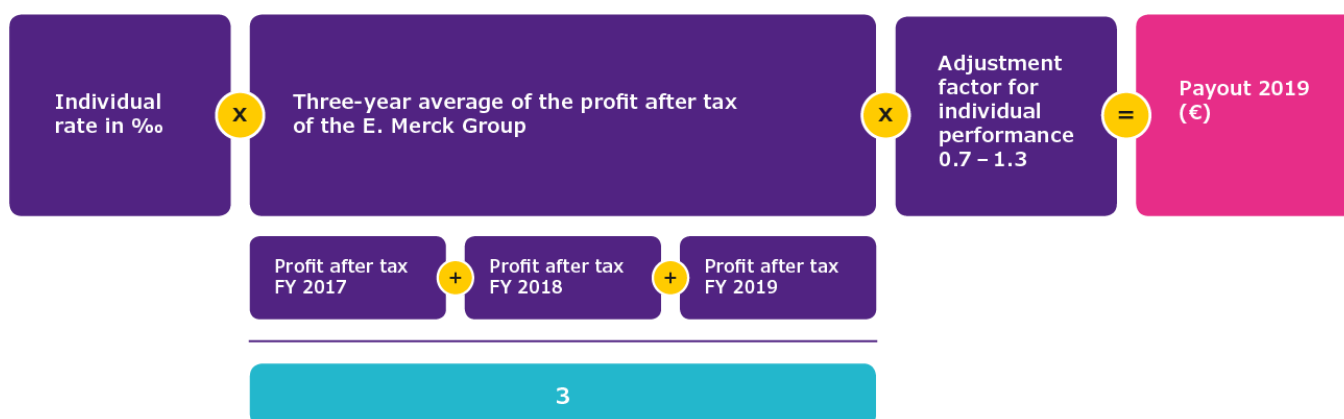 Individual
rate in ‰
X
Three-year average of the profit after tax
of the E. Merck Group
X
Adjustment
factor for
individual
performance
0.7 – 1.3
=
Payout 2019
(€)
Profit after tax
FY 2017
+
Profit after tax
FY 2018
+
Profit after tax
FY 2019
3